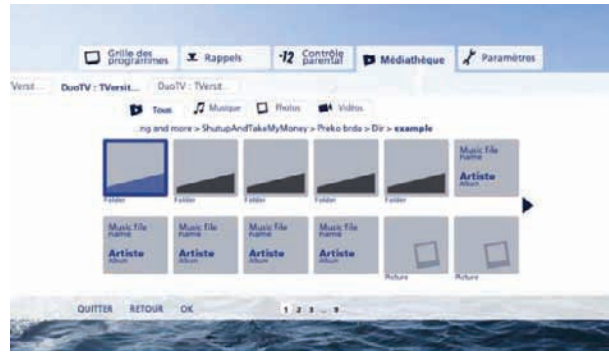 Grille des programmes
Rappels
-12 Contrôle parental
Médiathèque
Paramètres
DuoTV : TVersit...
DuoTV : TVersit...
Tous
Musique
Photos
Vidéos
...ng and more > ShutupAndTakeMyMoney > Preko brda > Dir > example
Folder
Folder
Folder
Folder
Folder
Music file name
Artiste
Album
Music file name
Artiste
Album
Music file name
Artiste
Album
Music file name
Artiste
Album
Music file name
Artiste
Album
Picture
Picture
QUITTER RETOUR OK
1 2 3 ... 9